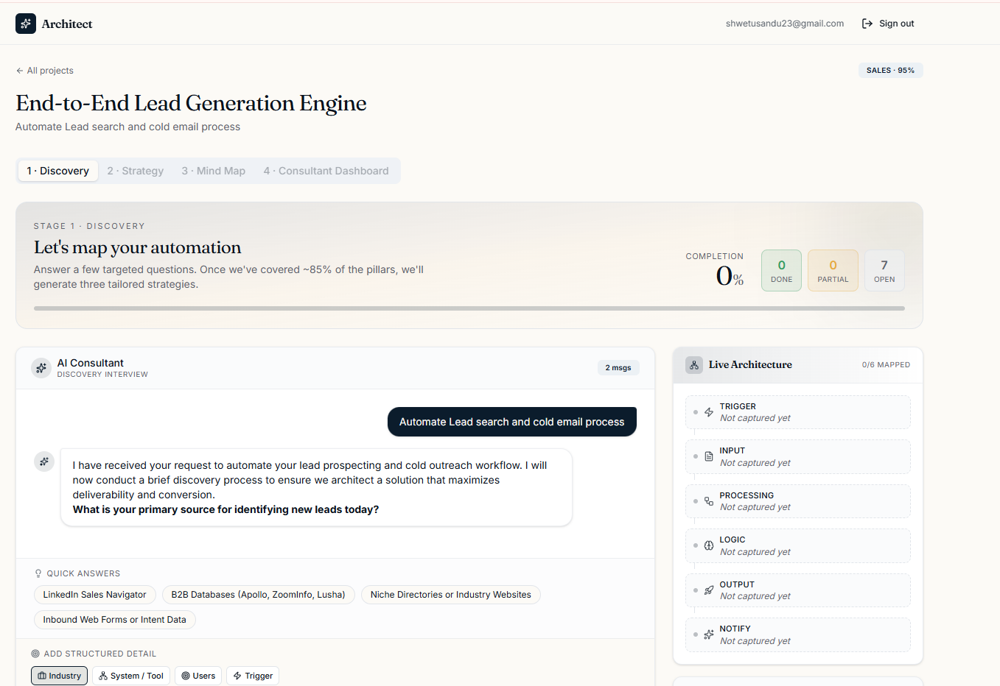 Architect
shwetusandu23@gmail.com
Sign out
← All projects
SALES · 95%
End-to-End Lead Generation Engine
Automate Lead search and cold email process
1 · Discovery
2 · Strategy
3 · Mind Map
4 · Consultant Dashboard
STAGE 1 · DISCOVERY
Let's map your automation
Answer a few targeted questions. Once we've covered ~85% of the pillars, we'll
generate three tailored strategies.
COMPLETION
0%
0
DONE
0
PARTIAL
7
OPEN
AI Consultant
DISCOVERY INTERVIEW
2 msgs
Automate Lead search and cold email process
I have received your request to automate your lead prospecting and cold outreach workflow. I will
now conduct a brief discovery process to ensure we architect a solution that maximizes
deliverability and conversion.
What is your primary source for identifying new leads today?
QUICK ANSWERS
LinkedIn Sales Navigator
B2B Databases (Apollo, ZoomInfo, Lusha)
Niche Directories or Industry Websites
Inbound Web Forms or Intent Data
ADD STRUCTURED DETAIL
Industry
System / Tool
Users
Trigger
Live Architecture
0/6 MAPPED
TRIGGER
Not captured yet
INPUT
Not captured yet
PROCESSING
Not captured yet
LOGIC
Not captured yet
OUTPUT
Not captured yet
NOTIFY
Not captured yet